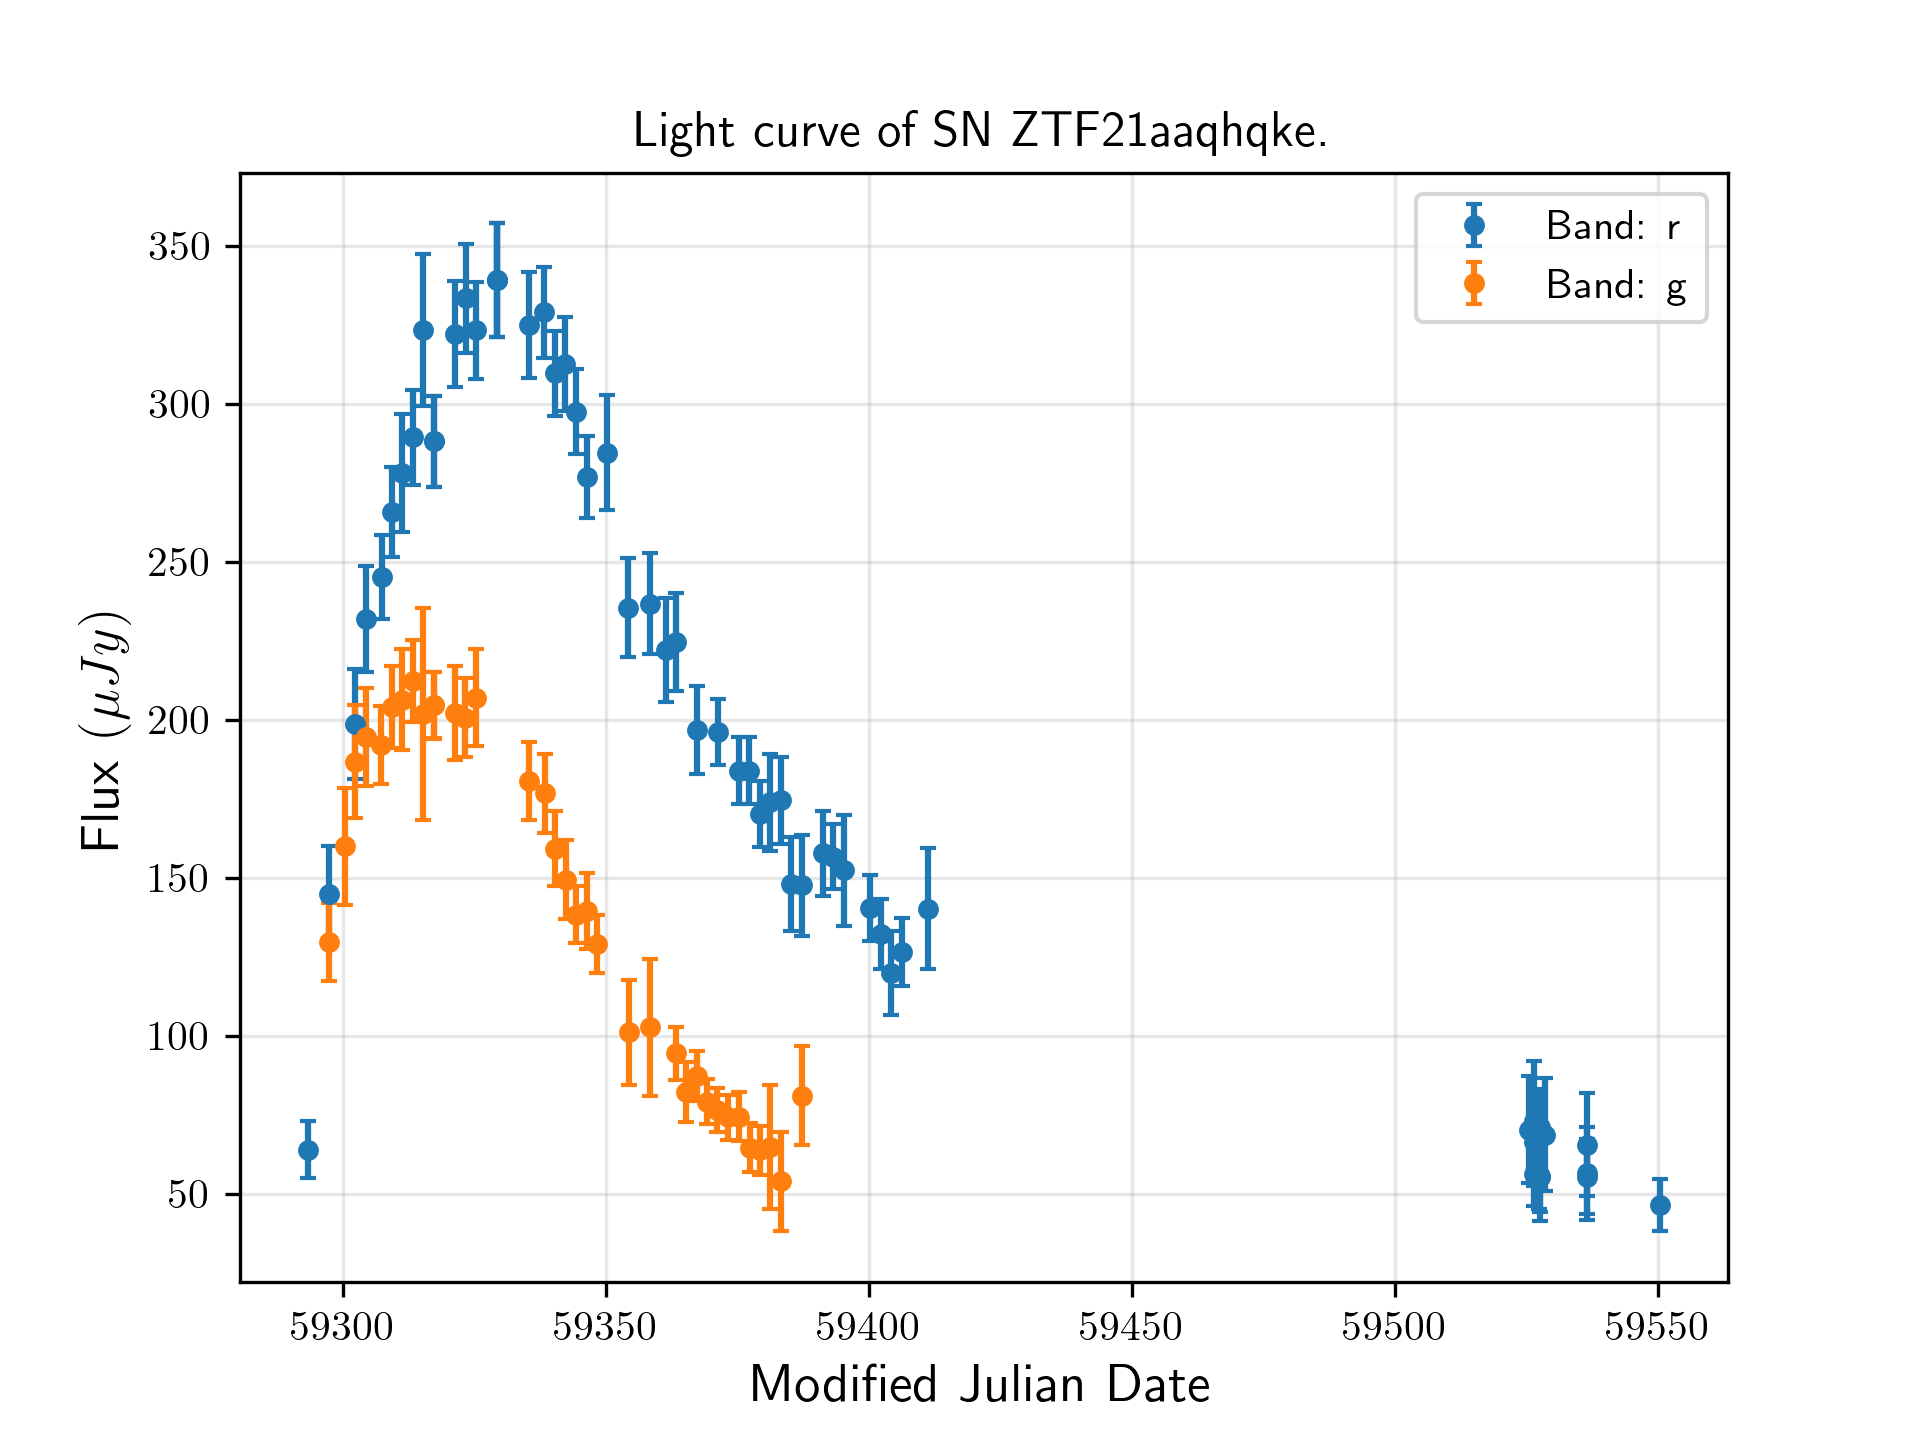 Light curve of SN ZTF21aaqhqke.
Band: r
Band: g
350
300
250
200
150
100
50
Flux (μJy)
59300 59350 59400 59450 59500 59550
Modified Julian Date